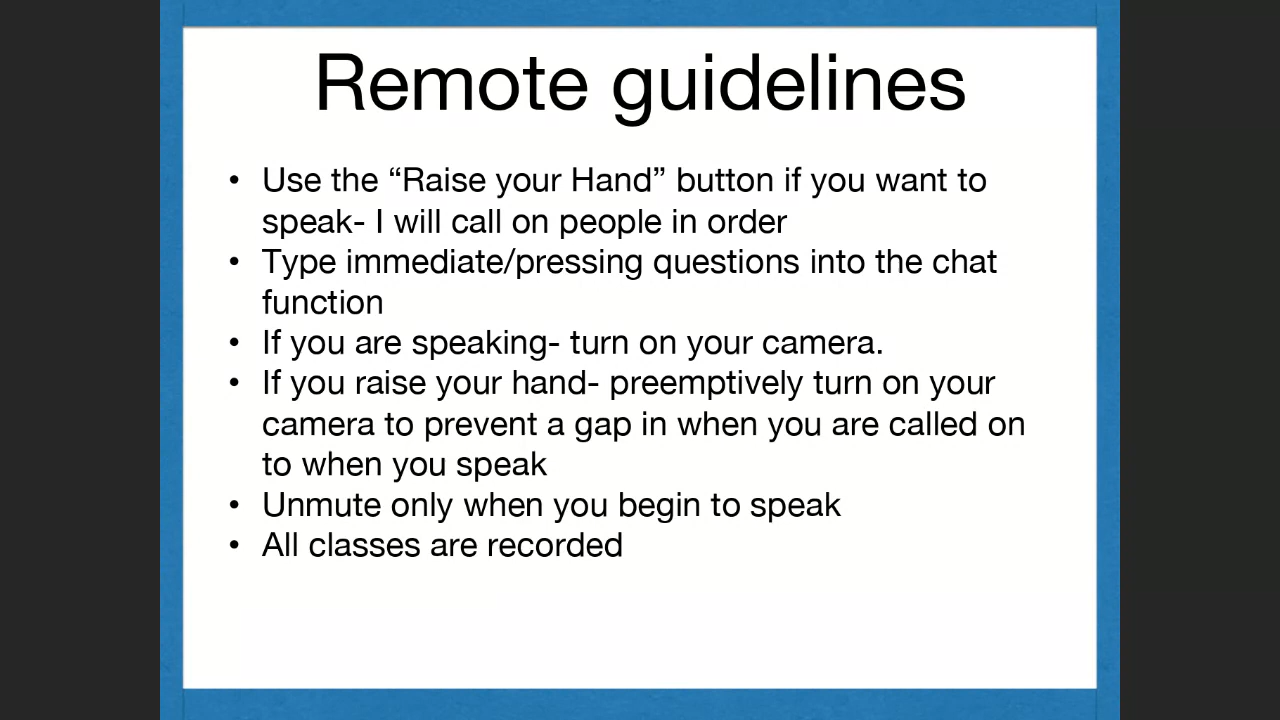 Remote guidelines
• Use the “Raise your Hand” button if you want to
speak- I will call on people in order
• Type immediate/pressing questions into the chat
function
• If you are speaking- turn on your camera.
• If you raise your hand- preemptively turn on your
camera to prevent a gap in when you are called on
to when you speak
• Unmute only when you begin to speak
• All classes are recorded